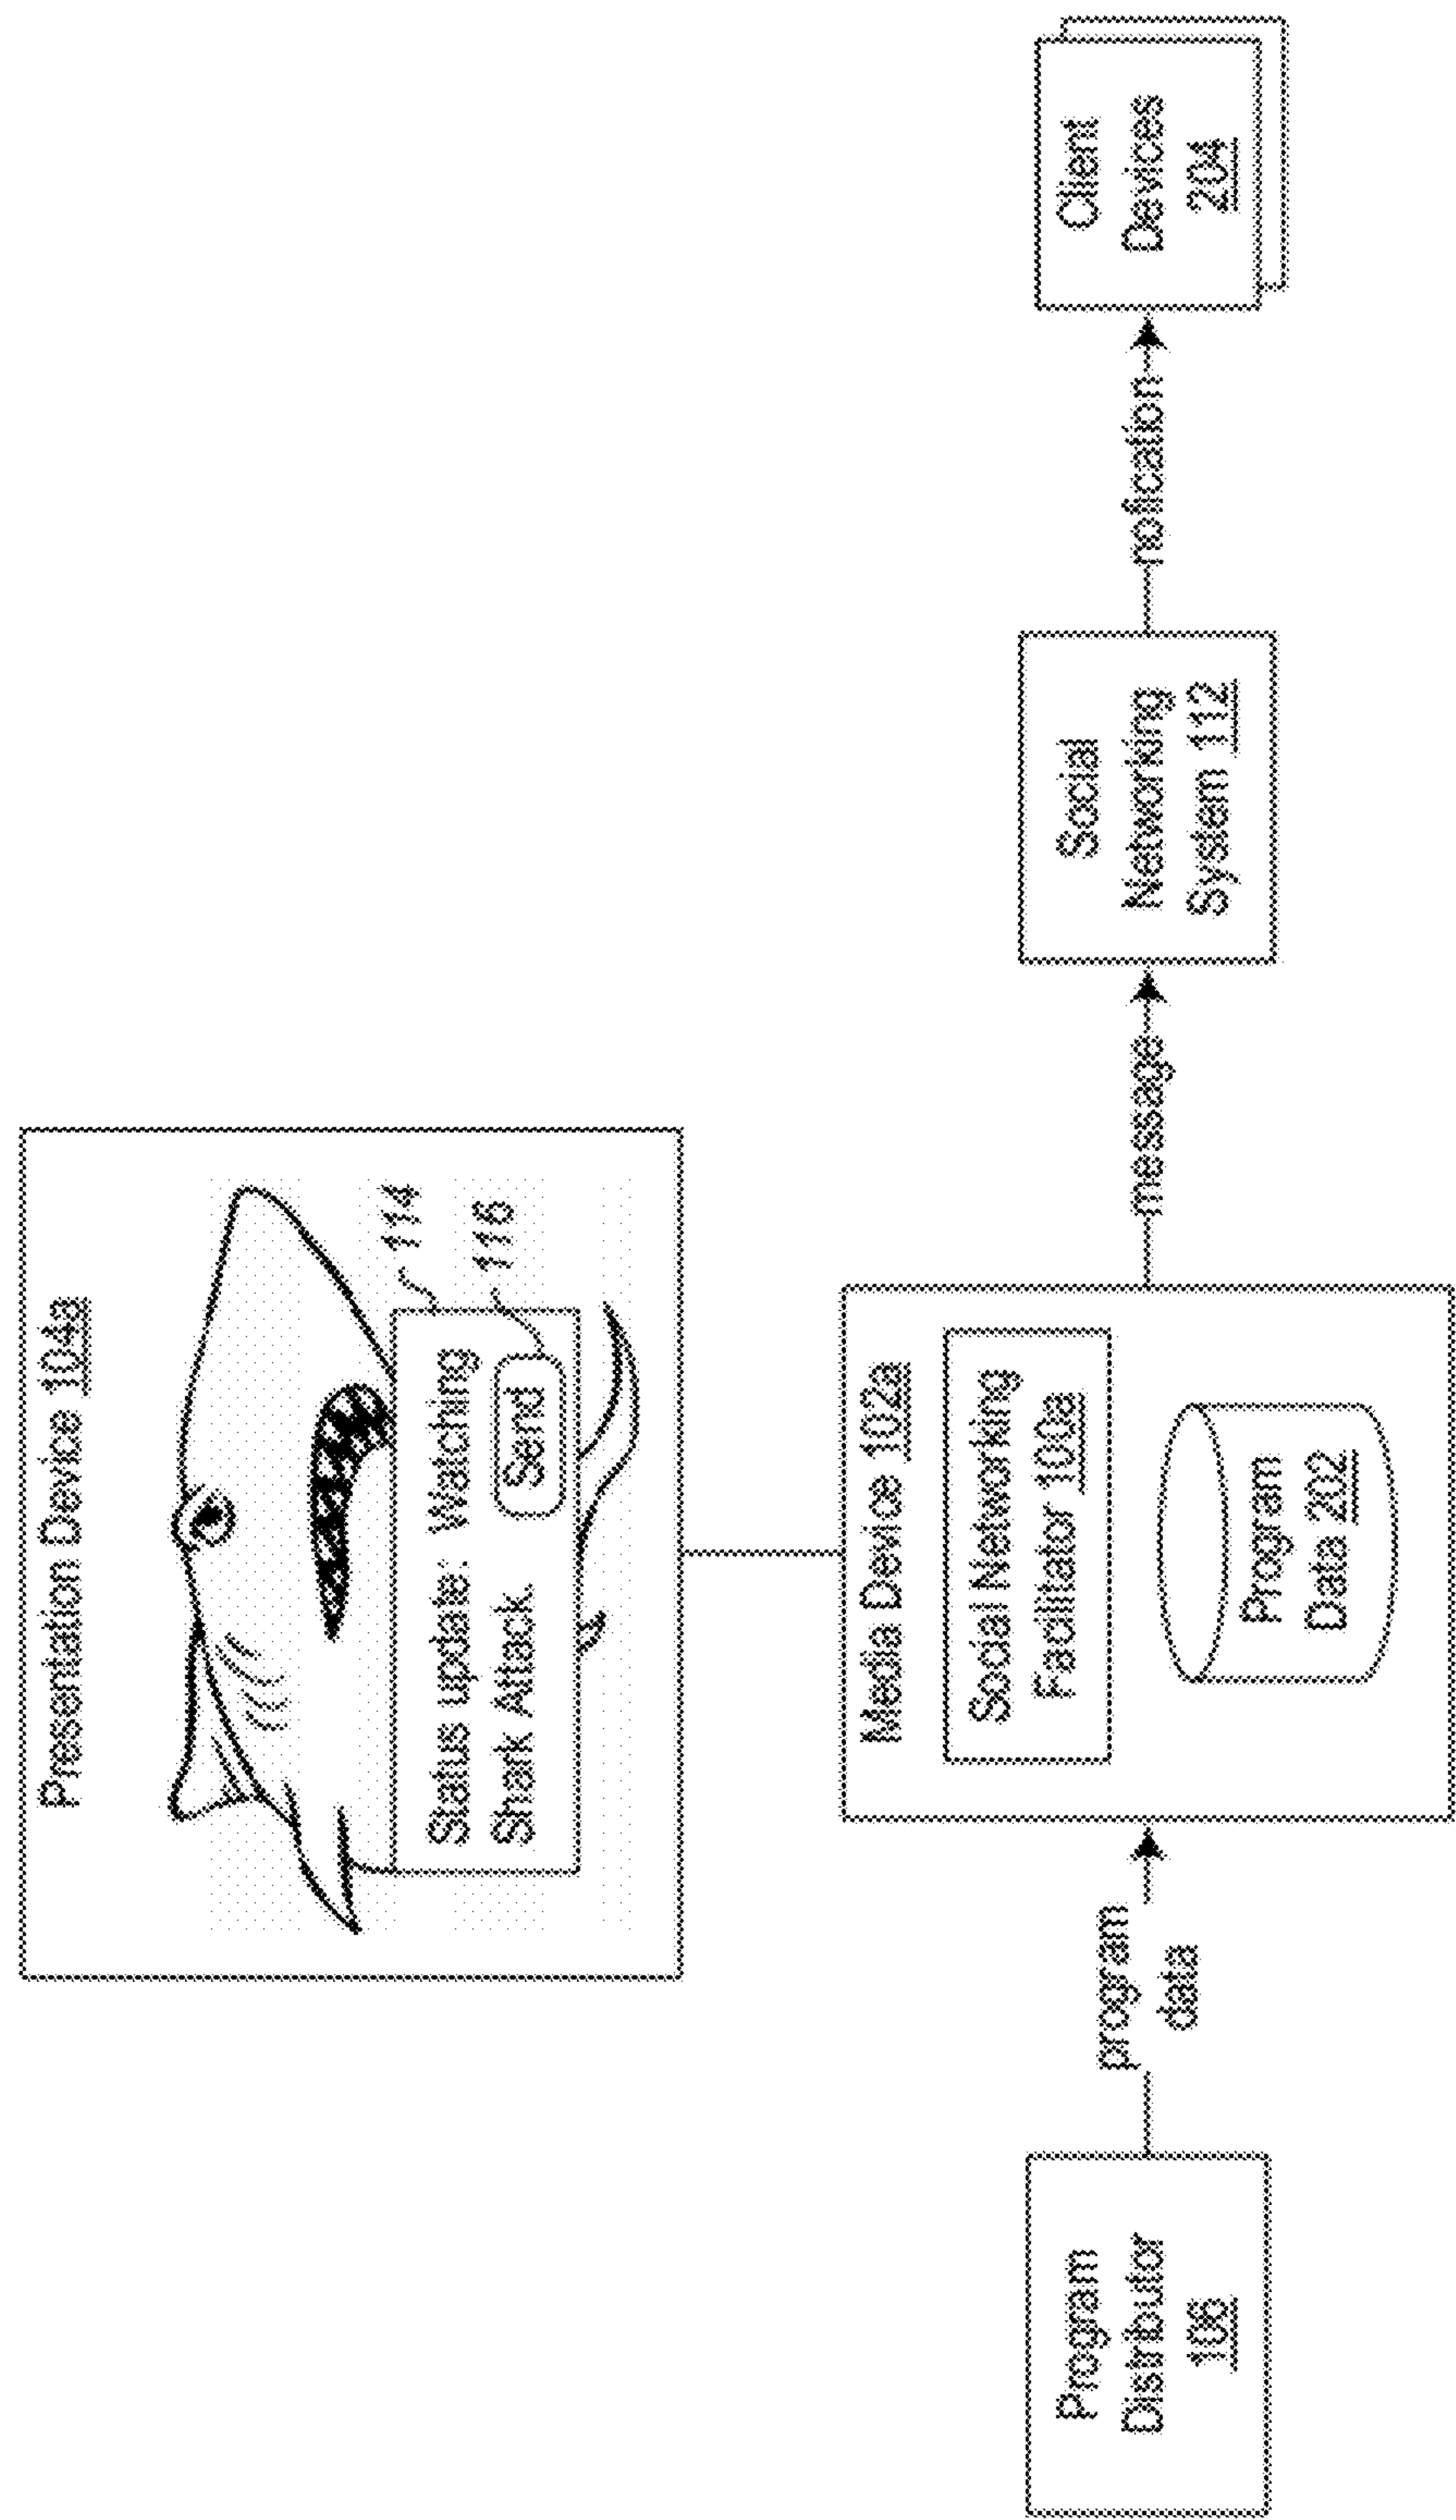 Presentation Device 104a
Status update: Watching
Shark Attack
Send
114
116
Media Device 102a
Social Networking
Facilitator 100a
Program
Data 202
Program
Distributor
106
program
data
message
Social
Networking
System 112
notification
Client
Devices
204